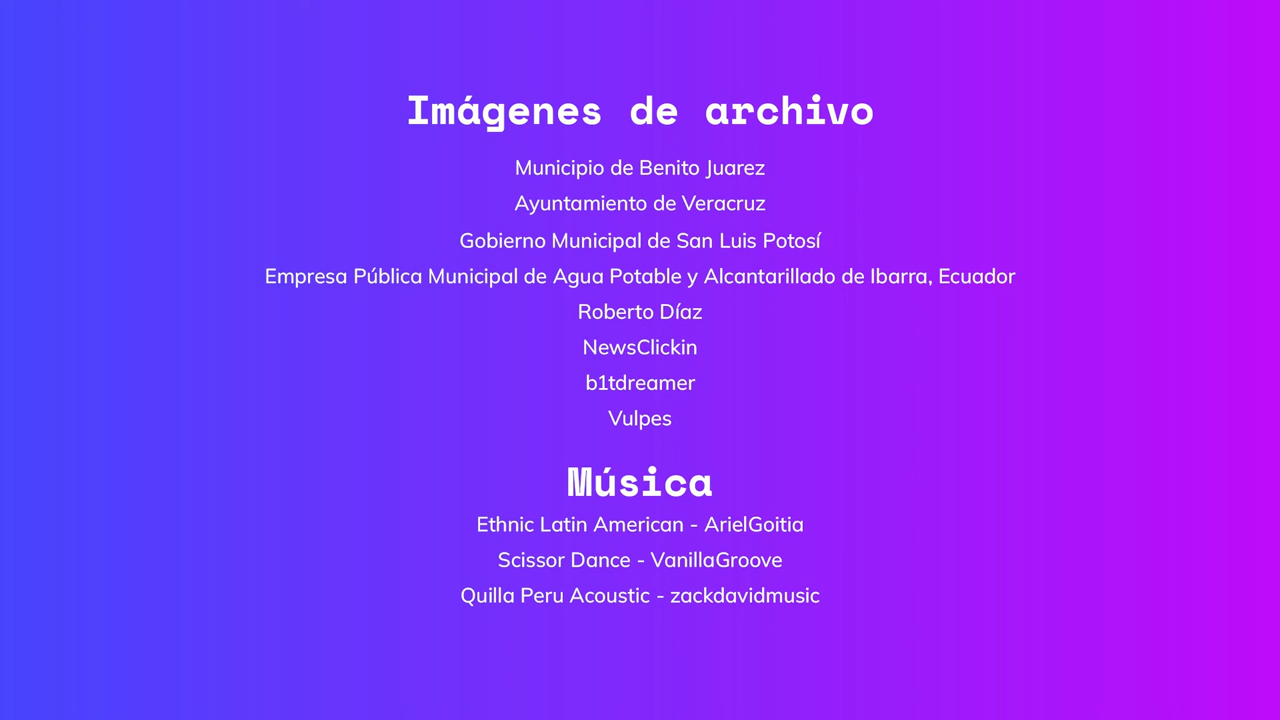 Imágenes de archivo
Municipio de Benito Juarez
Ayuntamiento de Veracruz
Gobierno Municipal de San Luis Potosí
Empresa Pública Municipal de Agua Potable y Alcantarillado de Ibarra, Ecuador
Roberto Díaz
NewsClickin
b1tdreamer
Vulpes
Música
Ethnic Latin American - ArielGoitia
Scissor Dance - VanillaGroove
Quilla Peru Acoustic - zackdavidmusic